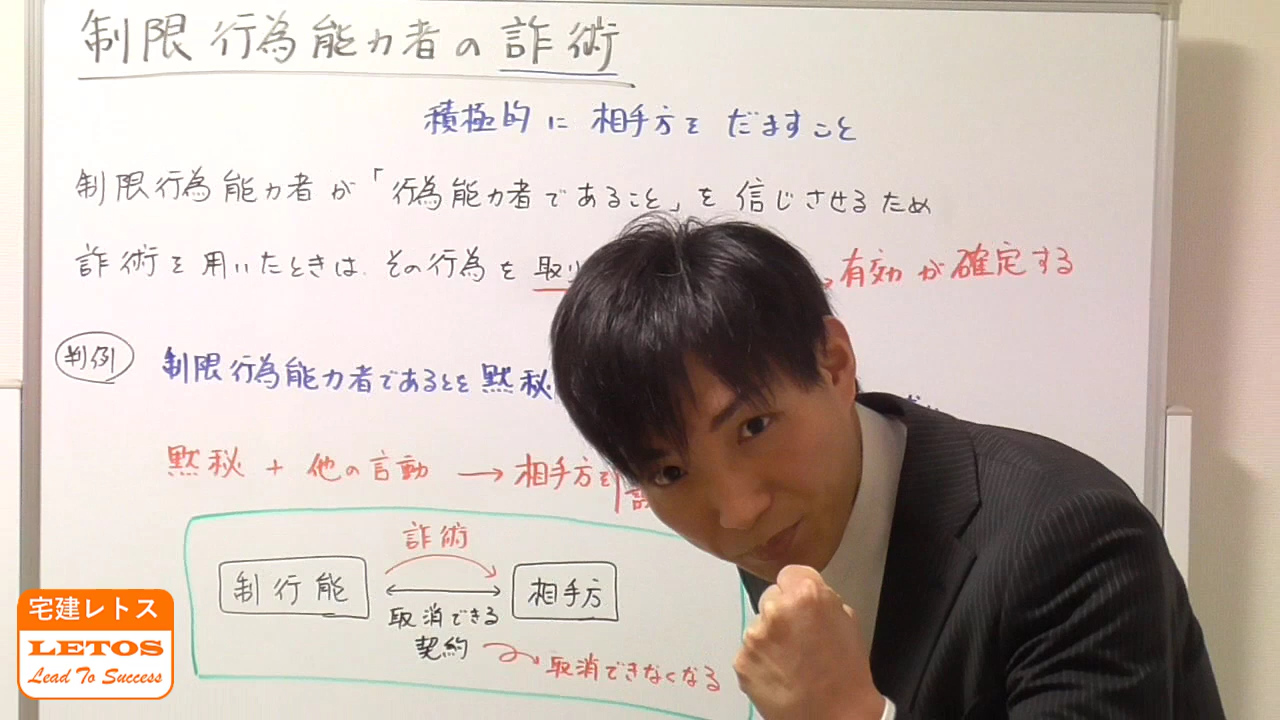 制限行為能力者の詐術
積極的に相手方をだますこと
制限行為能力者が「行為能力者であること」を信じさせるため
詐術を用いたときは、その行為を取
有効が確定する
判例
制限行為能力者であるとを黙秘
黙秘 + 他の言動 → 相手方を
詐術
制行能
相手方
取消できる
契約
取消できなくなる
宅建レトス
LETOS
Lead To Success